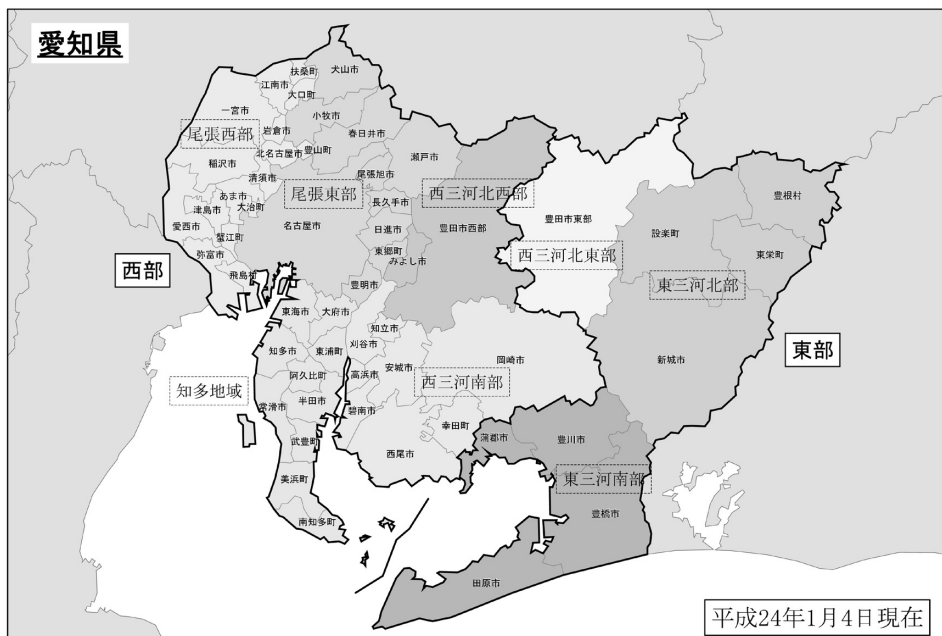 愛知県
扶桑町
犬山市
江南市
大口町
一宮市
小牧市
岩倉市
尾張西部
春日井市
北名古屋市
豊山町
瀬戸市
稲沢市
清須市
尾張旭市
あま市
大治町
尾張東部
長久手市
西三河北西部
豊根村
津島市
愛西市
名古屋市
日進市
豊田市西部
豊田市東部
設楽町
蟹江町
東郷町
みよし市
弥富市
西三河北東部
東栄町
西部
飛島村
豊明市
東三河北部
東海市
大府市
知立市
知多市
東浦町
刈谷市
岡崎市
新城市
東部
安城市
阿久比町
高浜市
西三河南部
知多地域
常滑市
半田市
碧南市
幸田町
武豊町
蒲郡市
豊川市
西尾市
美浜町
東三河南部
豊橋市
南知多町
田原市
平成24年1月4日現在